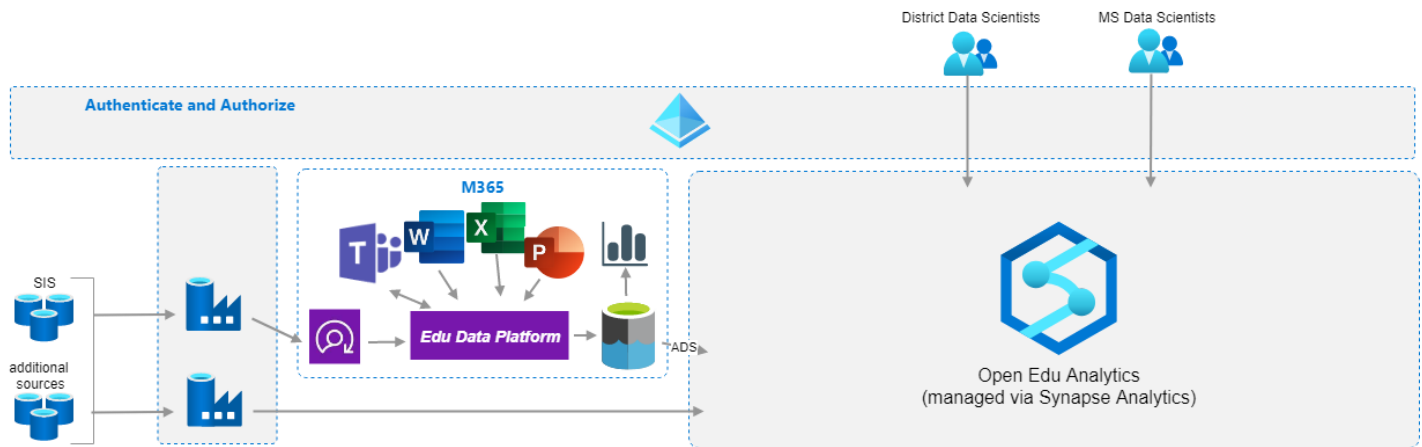 District Data Scientists
MS Data Scientists
Authenticate and Authorize
M365
T
W
X
P
SIS
Edu Data Platform
ADS
additional
sources
Open Edu Analytics
(managed via Synapse Analytics)